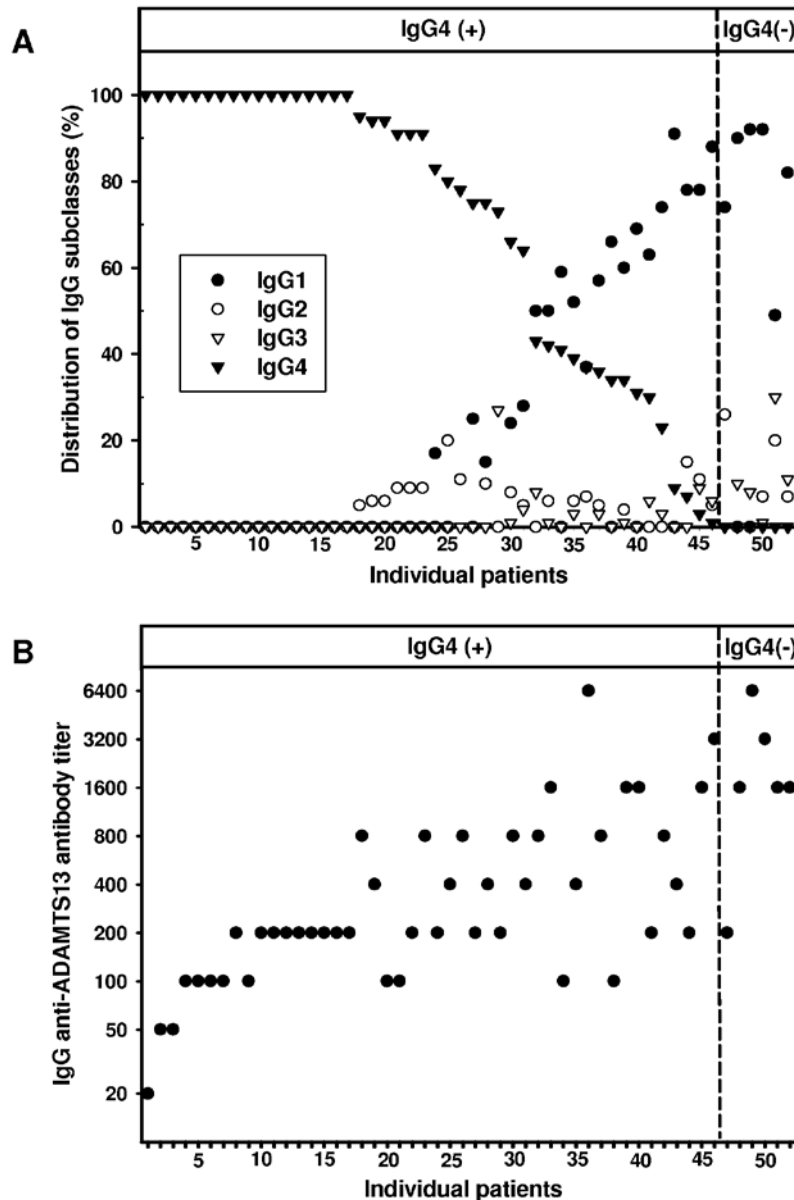 A
IgG4 (+)
IgG4(-)
Distribution of IgG subclasses (%)
100
80
60
40
20
0
IgG1
IgG2
IgG3
IgG4
5 10 15 20 25 30 35 40 45 50
Individual patients
B
IgG4 (+)
IgG4(-)
IgG anti-ADAMTS13 antibody titer
6400
3200
1600
800
400
200
100
50
20
5 10 15 20 25 30 35 40 45 50
Individual patients